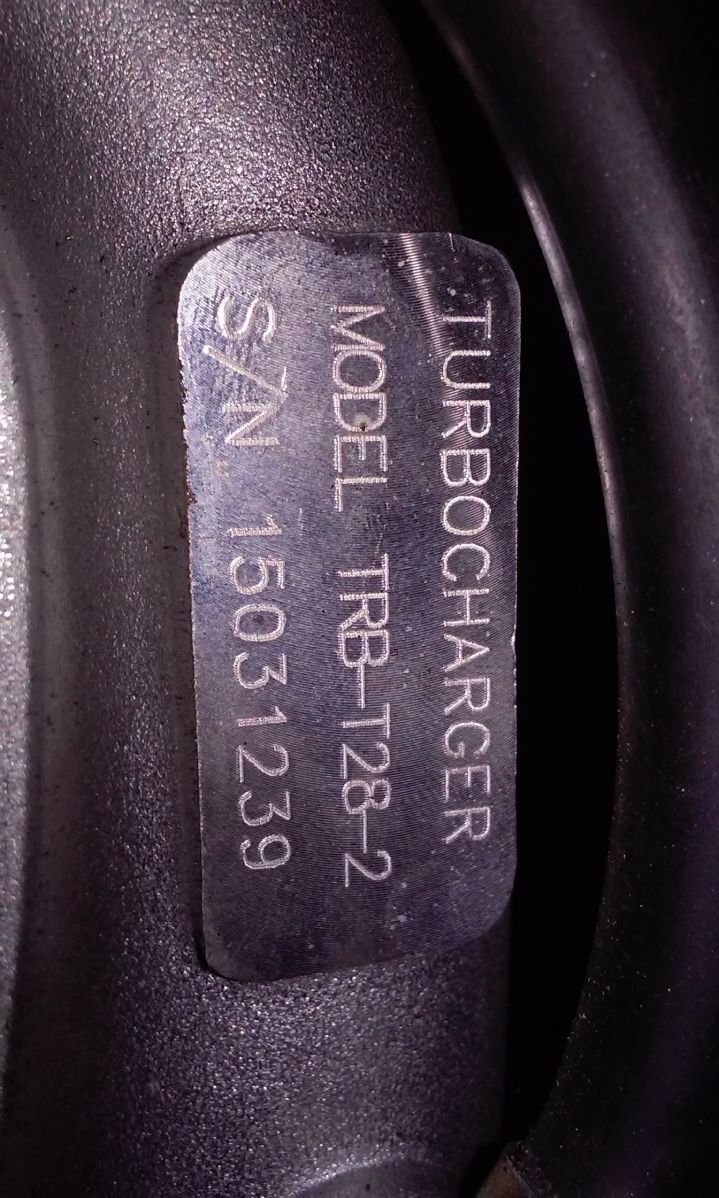 TURBOCHARGER
MODEL TRB-T28-2
S/N 15031239